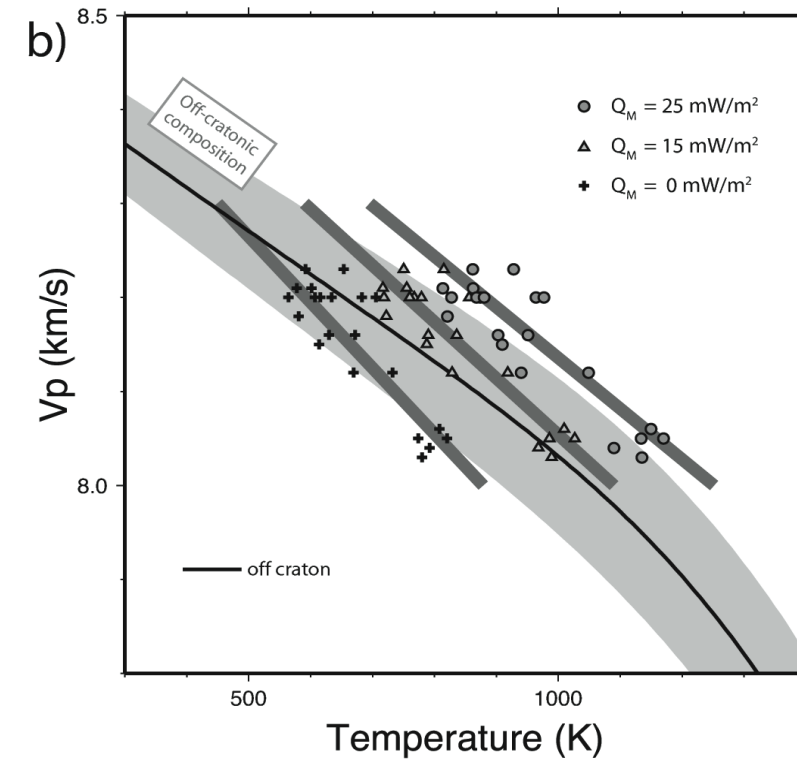 b)
8.5
Off-cratonic
composition
Q_M = 25 mW/m²
Q_M = 15 mW/m²
Q_M = 0 mW/m²
Vp (km/s)
8.0
off craton
500
1000
Temperature (K)